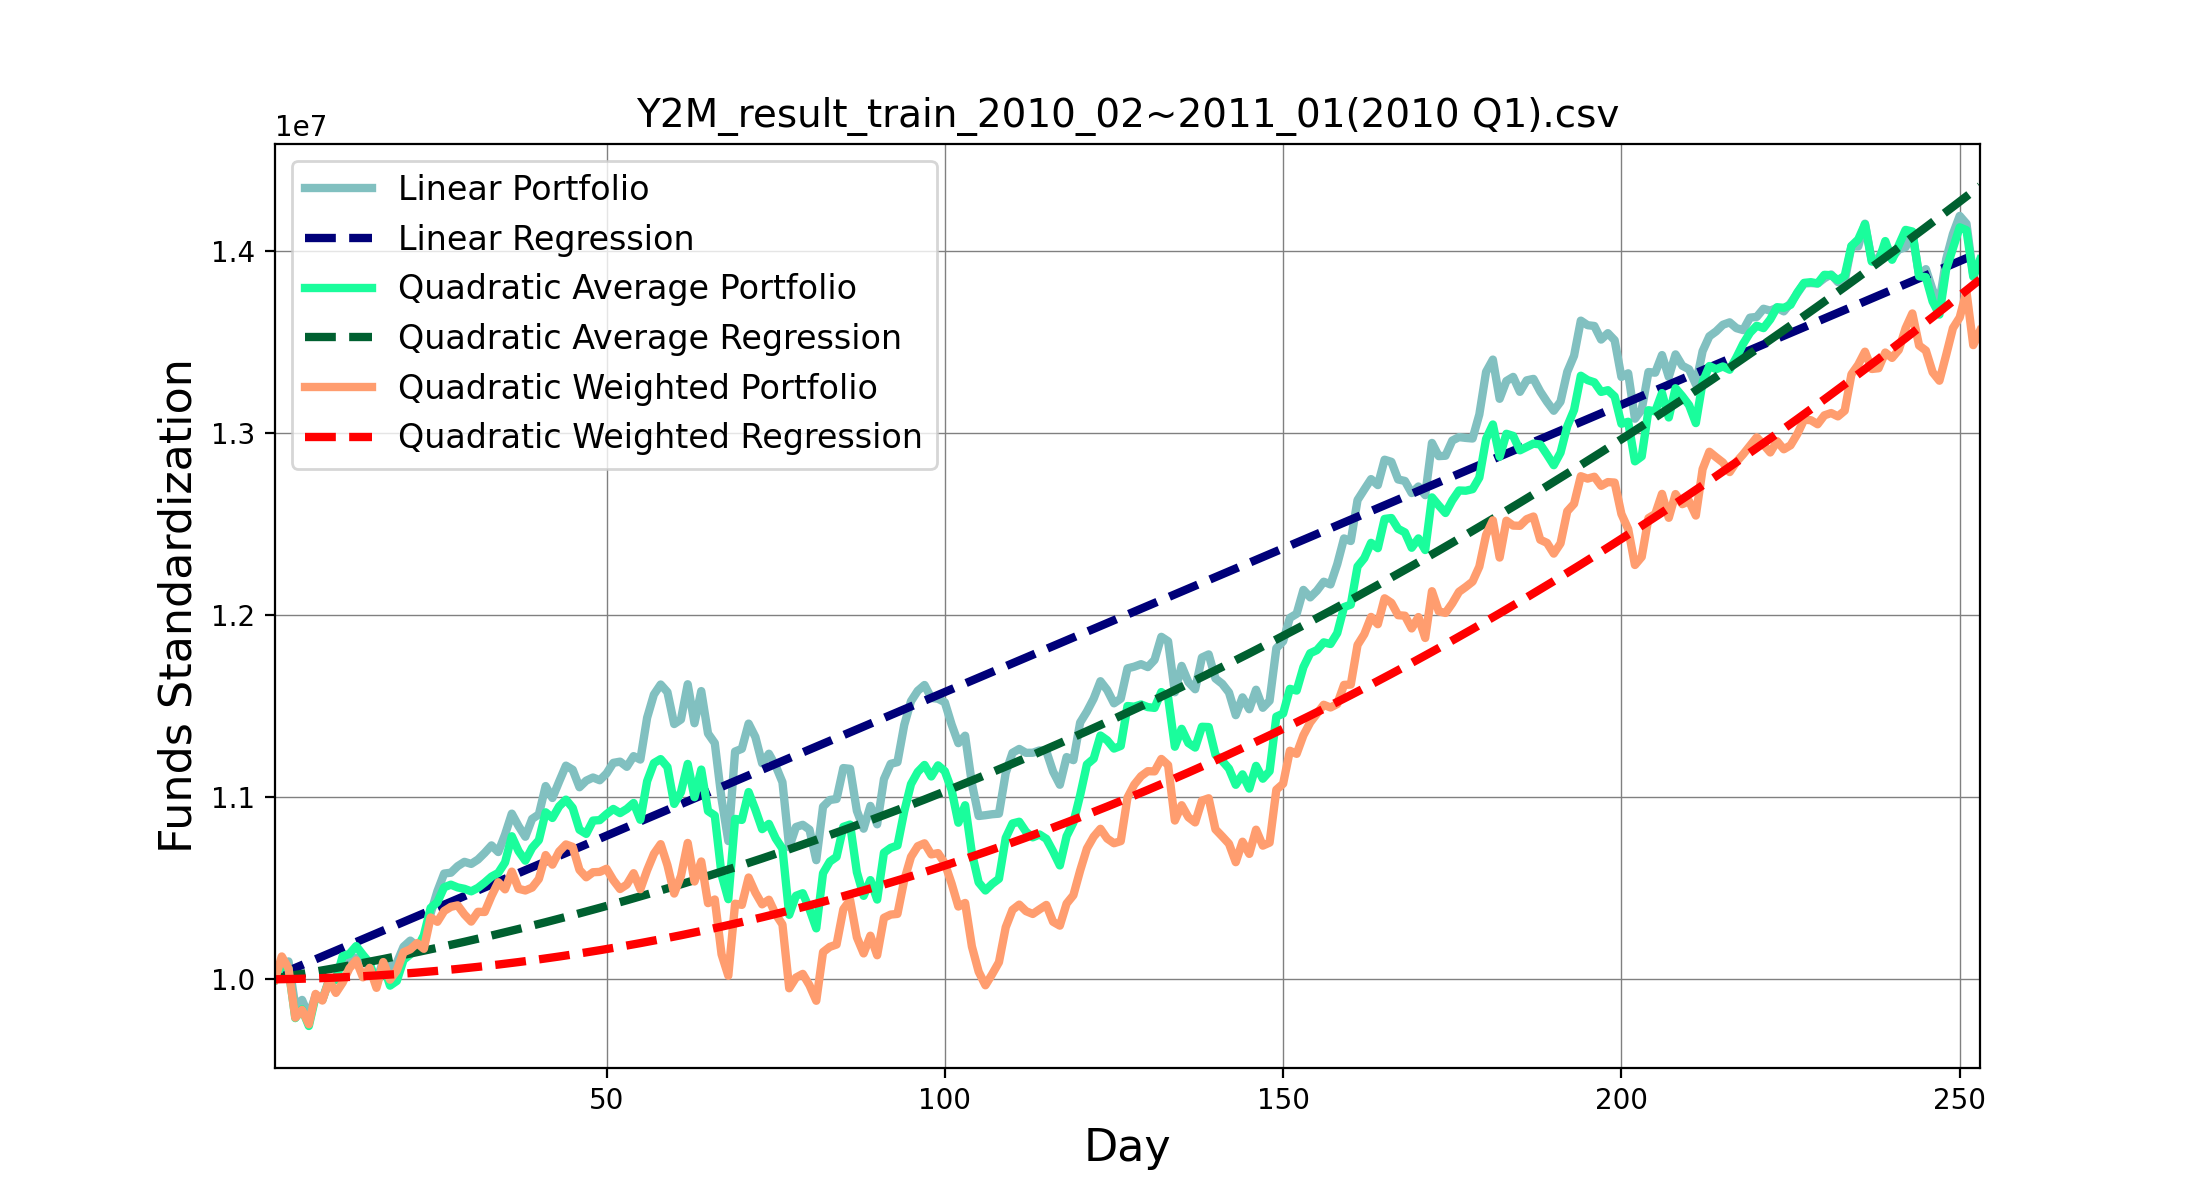 Y2M_result_train_2010_02~2011_01(2010 Q1).csv
1e7
Linear Portfolio
Linear Regression
Quadratic Average Portfolio
Quadratic Average Regression
Quadratic Weighted Portfolio
Quadratic Weighted Regression
Funds Standardization
1.4
1.3
1.2
1.1
1.0
50 100 150 200 250
Day